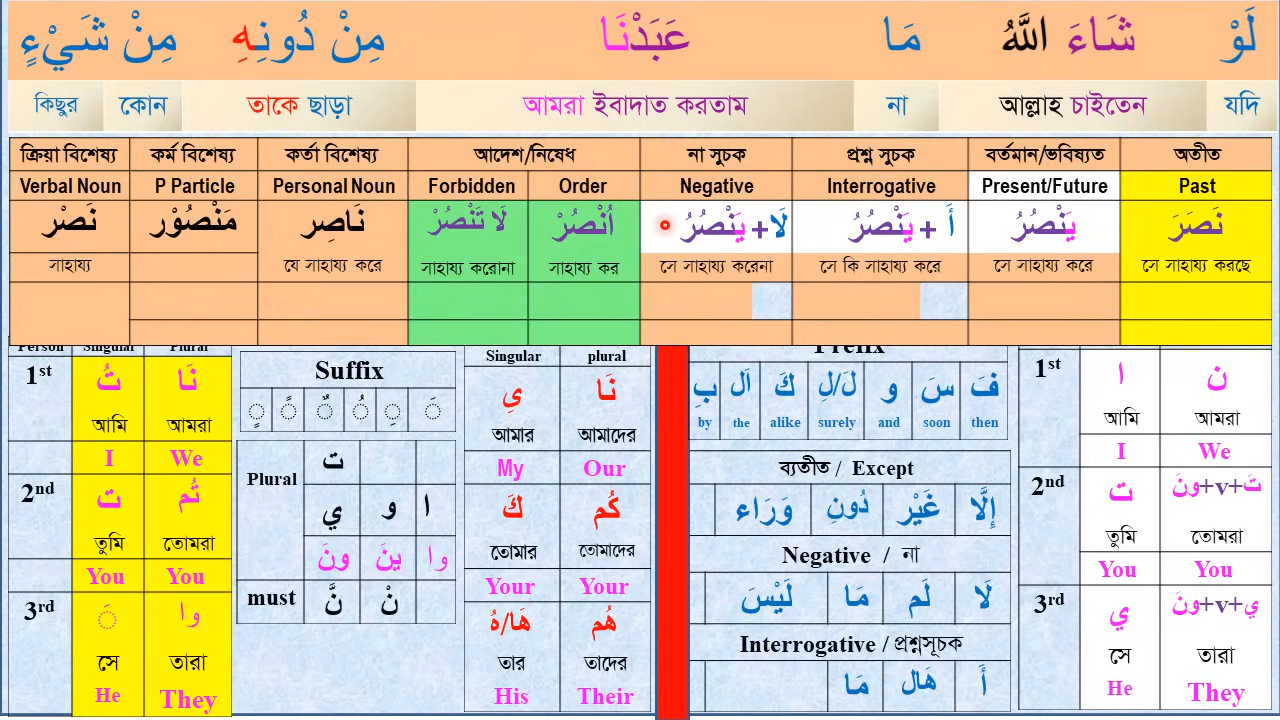 لَوْ شَاءَ اللَّهُ مَا عَبَدْنَا مِنْ دُونِهِ مِنْ شَيْءٍ
কিছুর কোন তাকে ছাড়া আমরা ইবাদাত করতাম না আল্লাহ চাইতেন যদি
ক্রিয়া বিশেষ্য কর্ম বিশেষ্য কর্তা বিশেষ্য আদেশ/নিষেধ না সুচক প্রশ্ন সুচক বর্তমান/ভবিষ্যত অতীত
Verbal Noun P Particle Personal Noun Forbidden Order Negative Interrogative Present/Future Past
نَصْر مَنْصُوْر نَاصِر لَا تَنْصُرْ اُنْصُرْ لَا+ يَنْصُرُ أَ + يَنْصُرُ يَنْصُرُ نَصَرَ
সাহায্য যে সাহায্য করে সাহায্য করোনা সাহায্য কর সে সাহায্য করেনা সে কি সাহায্য করে সে সাহায্য করে সে সাহায্য করছে
Person Singular Plural
1st تُ نَا
আমি আমরা
I We
2nd ت تُم
তুমি তোমরা
You You
3rd َ وا
সে তারা
He They
Suffix
ٍ ً ٌ ُ ِ َ
Plural ت
ي و ا
ونَ ينَ وا
must نَّ نْ
Singular plural
يِ نَا
আমার আমাদের
My Our
كَ كُم
তোমার তোমাদের
Your Your
هَا/هُ هُم
তার তাদের
His Their
Prefix
بِ اَل كَ لَ/لِ و سَ فَ
by the alike surely and soon then
ব্যতীত / Except
وَرَاء دُونِ غَيْر إِلَّا
Negative / না
لَيْسَ مَا لَم لَا
Interrogative / প্রশ্নসূচক
مَا هَال أَ
1st ا ن
আমি আমরা
I We
2nd ت تَ+v+ونَ
তুমি তোমরা
You You
3rd ي ي+v+ونَ
সে তারা
He They